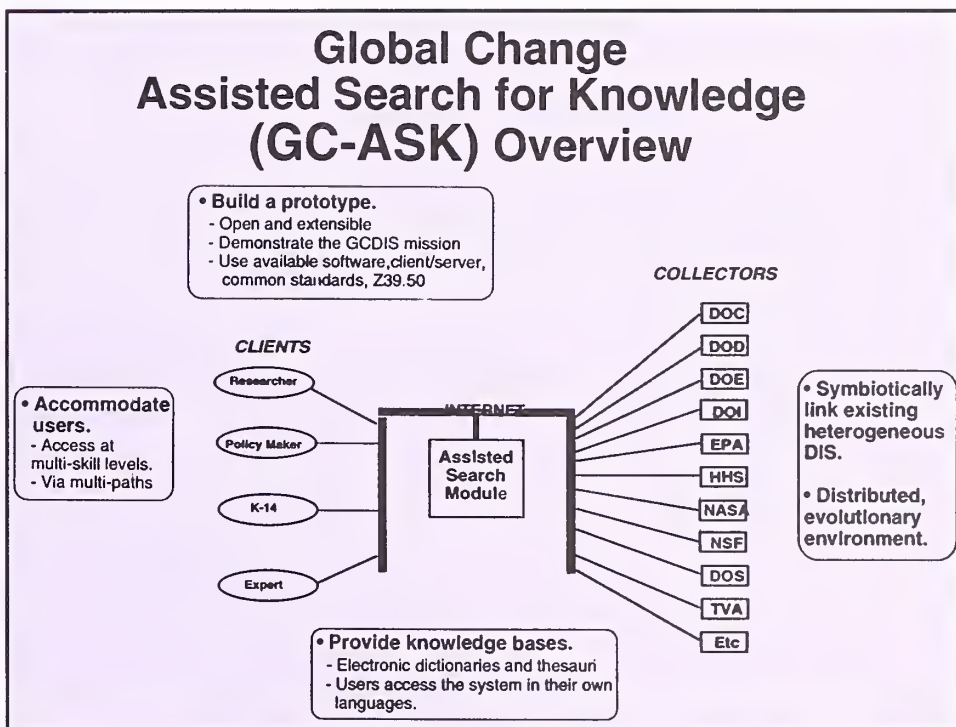 Global Change
Assisted Search for Knowledge
(GC-ASK) Overview
• Build a prototype.
- Open and extensible
- Demonstrate the GCDIS mission
- Use available software,client/server,
common standards, Z39.50
COLLECTORS
CLIENTS
Researcher
Policy Maker
K-14
Expert
• Accommodate
users.
- Access at
multi-skill levels.
- Via multi-paths
INTERNET
Assisted
Search
Module
DOC
DOD
DOE
DOI
EPA
HHS
NASA
NSF
DOS
TVA
Etc
• Symbiotically
link existing
heterogeneous
DIS.
• Distributed,
evolutionary
environment.
• Provide knowledge bases.
- Electronic dictionaries and thesauri
- Users access the system in their own
languages.